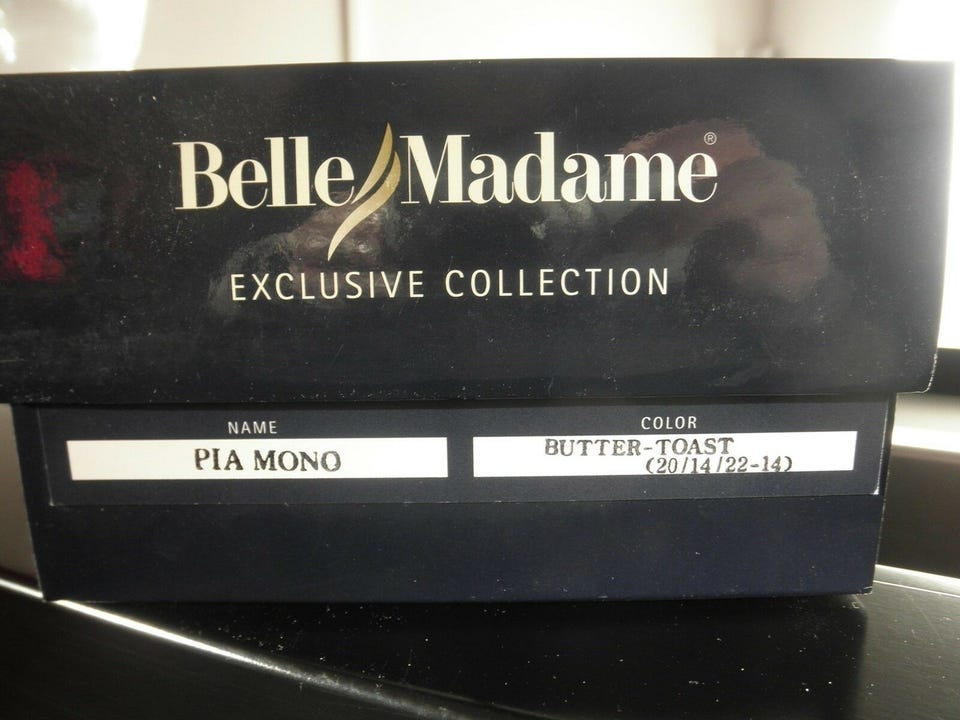 Belle Madame®
EXCLUSIVE COLLECTION
NAME
PIA MONO
COLOR
BUTTER-TOAST
(20/14/22-14)